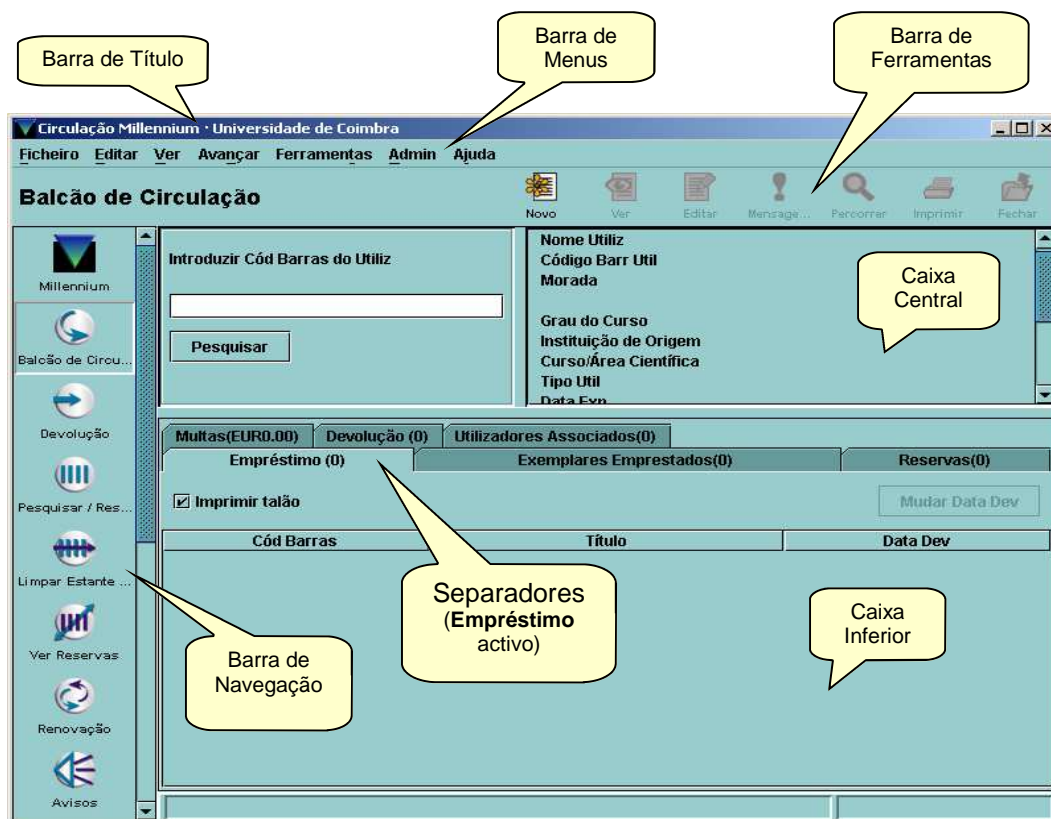 Barra de Título
Barra de
Menus
Barra de
Ferramentas
Circulação Millennium · Universidade de Coimbra
Ficheiro Editar Ver Avançar Ferramentas Admin Ajuda
Balcão de Circulação
Novo Ver Editar Mensage... Percorrer Imprimir Fechar
Millennium
Balcão de Circu...
Devolução
Pesquisar / Res...
Limpar Estante ...
Ver Reservas
Renovação
Avisos
Introduzir Cód Barras do Utiliz
Pesquisar
Nome Utiliz
Código Barr Util
Morada
Grau do Curso
Instituição de Origem
Curso/Área Científica
Tipo Util
Data Exp
Caixa
Central
Multas(EUR0.00) Devolução (0) Utilizadores Associados(0)
Empréstimo (0) Exemplares Emprestados(0) Reservas(0)
Imprimir talão Mudar Data Dev
Cód Barras Título Data Dev
Separadores
(Empréstimo
activo)
Caixa
Inferior
Barra de
Navegação